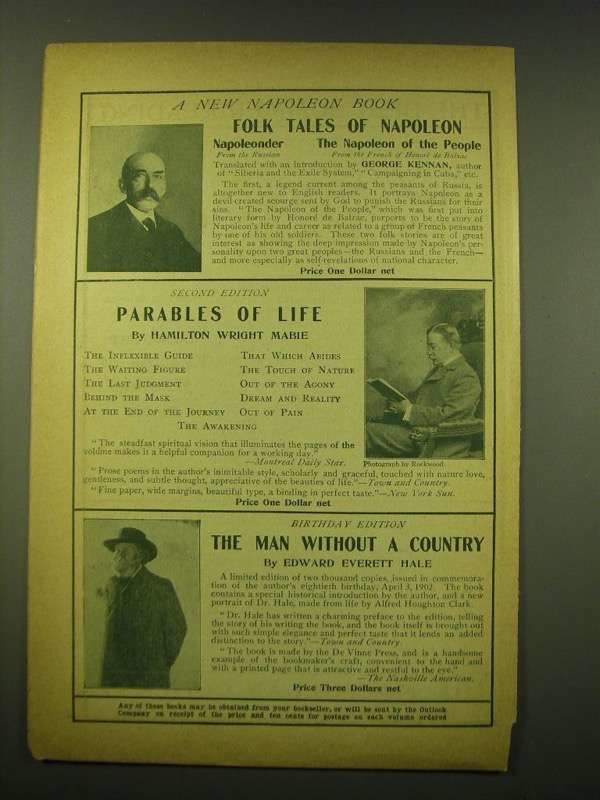 A NEW NAPOLEON BOOK
FOLK TALES OF NAPOLEON
Napoleonder The Napoleon of the People
From the Russian From the French of Honoré de Balzac
Translated with an introduction by GEORGE KENNAN, author
of "Siberia and the Exile System," "Campaigning in Cuba," etc.
The first, a legend current among the peasants of Russia, is
altogether new to English readers. It portrays Napoleon as a
devil-created scourge sent by God to punish the Russians for their
sins. "The Napoleon of the People," which was first put into
literary form by Honoré de Balzac, purports to be the story of
Napoleon's life and career as related to a group of French peasants
by one of his old soldiers. These two folk stories are of great
interest as showing the deep impression made by Napoleon's per-
sonality upon two great peoples—the Russians and the French—
and more especially as self-revelations of national character.
Price One Dollar net
SECOND EDITION
PARABLES OF LIFE
By HAMILTON WRIGHT MABIE
The Inflexible Guide That Which Abides
The Waiting Figure The Touch of Nature
The Last Judgment Out of the Agony
Behind the Mask Dream and Reality
At the End of the Journey Out of Pain
The Awakening
"The steadfast spiritual vision that illuminates the pages of the
volume makes it a helpful companion for a working day."
—Montreal Daily Star.
Photograph by Rockwood
"Prose poems in the author's inimitable style, scholarly and graceful, touched with nature love,
gentleness, and subtle thought, appreciative of the beauties of life."—Town and Country.
"Fine paper, wide margins, beautiful type, a binding in perfect taste."—New York Sun.
Price One Dollar net
BIRTHDAY EDITION
THE MAN WITHOUT A COUNTRY
By EDWARD EVERETT HALE
A limited edition of two thousand copies, issued in commemora-
tion of the author's eightieth birthday, April 3, 1902. The book
contains a special historical introduction by the author, and a new
portrait of Dr. Hale, made from life by Alfred Houghton Clark.
"Dr. Hale has written a charming preface to the edition, telling
the story of his writing the book, and the book itself is brought out
with such simple elegance and perfect taste that it lends an added
distinction to the story."—Town and Country.
"The book is made by the De Vinne Press, and is a handsome
example of the bookmaker's craft, convenient to the hand and
with a printed page that is attractive and restful to the eye."
—The Nashville American.
Price Three Dollars net
Any of these books may be obtained from your bookseller, or will be sent by the Outlook
Company on receipt of the price and ten cents for postage on each volume ordered